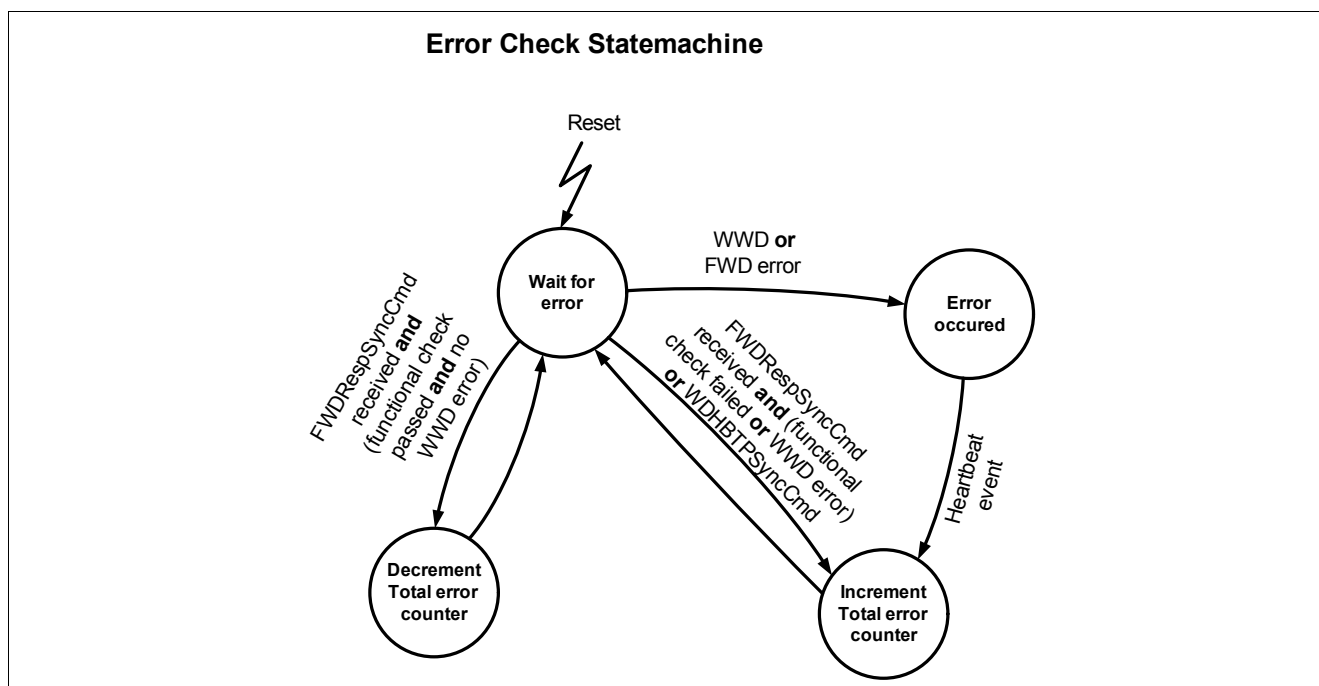 Error Check Statemachine
Reset
WWD or
FWD error
Wait for
error
Error
occured
FWDRespSyncCmd
received and
(functional check
passed and no
WWD error)
FWDRespSyncCmd
received and (functional
check failed or WWD error)
or WDHBTPSyncCmd
Heartbeat
event
Decrement
Total error
counter
Increment
Total error
counter